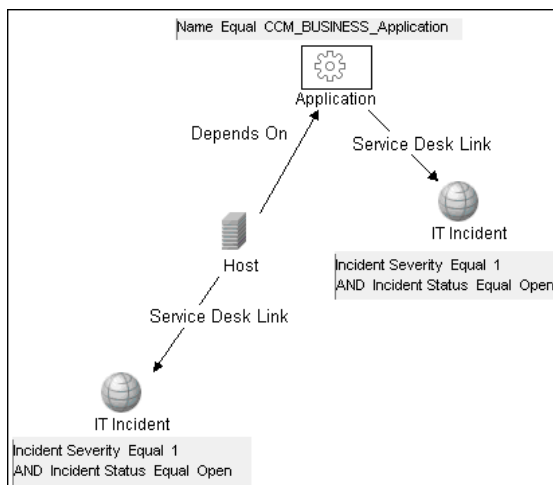 Name Equal CCM_BUSINESS_Application
Application
Depends On
Service Desk Link
IT Incident
Host
Incident Severity Equal 1
AND Incident Status Equal Open
Service Desk Link
IT Incident
Incident Severity Equal 1
AND Incident Status Equal Open